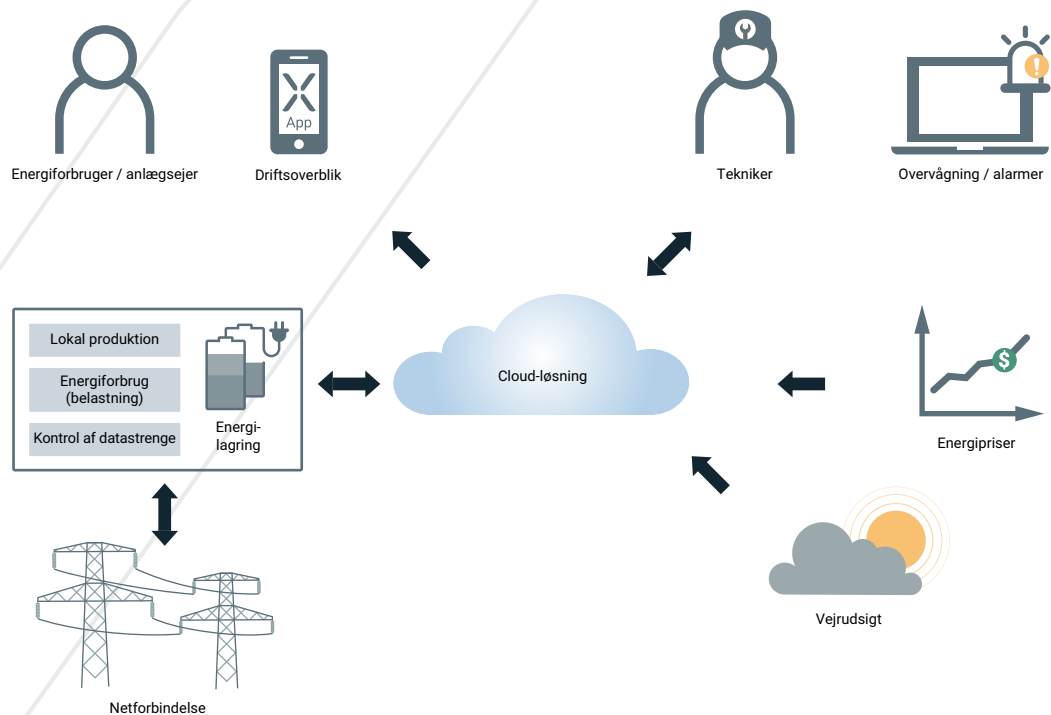 App
Energiforbruger / anlægsejer
Driftsoverblik
Tekniker
Overvågning / alarmer
Lokal produktion
Energiforbrug
(belastning)
Kontrol af datastrenge
Energi-
lagring
Cloud-løsning
$
Energipriser
Vejrudsigt
Netforbindelse